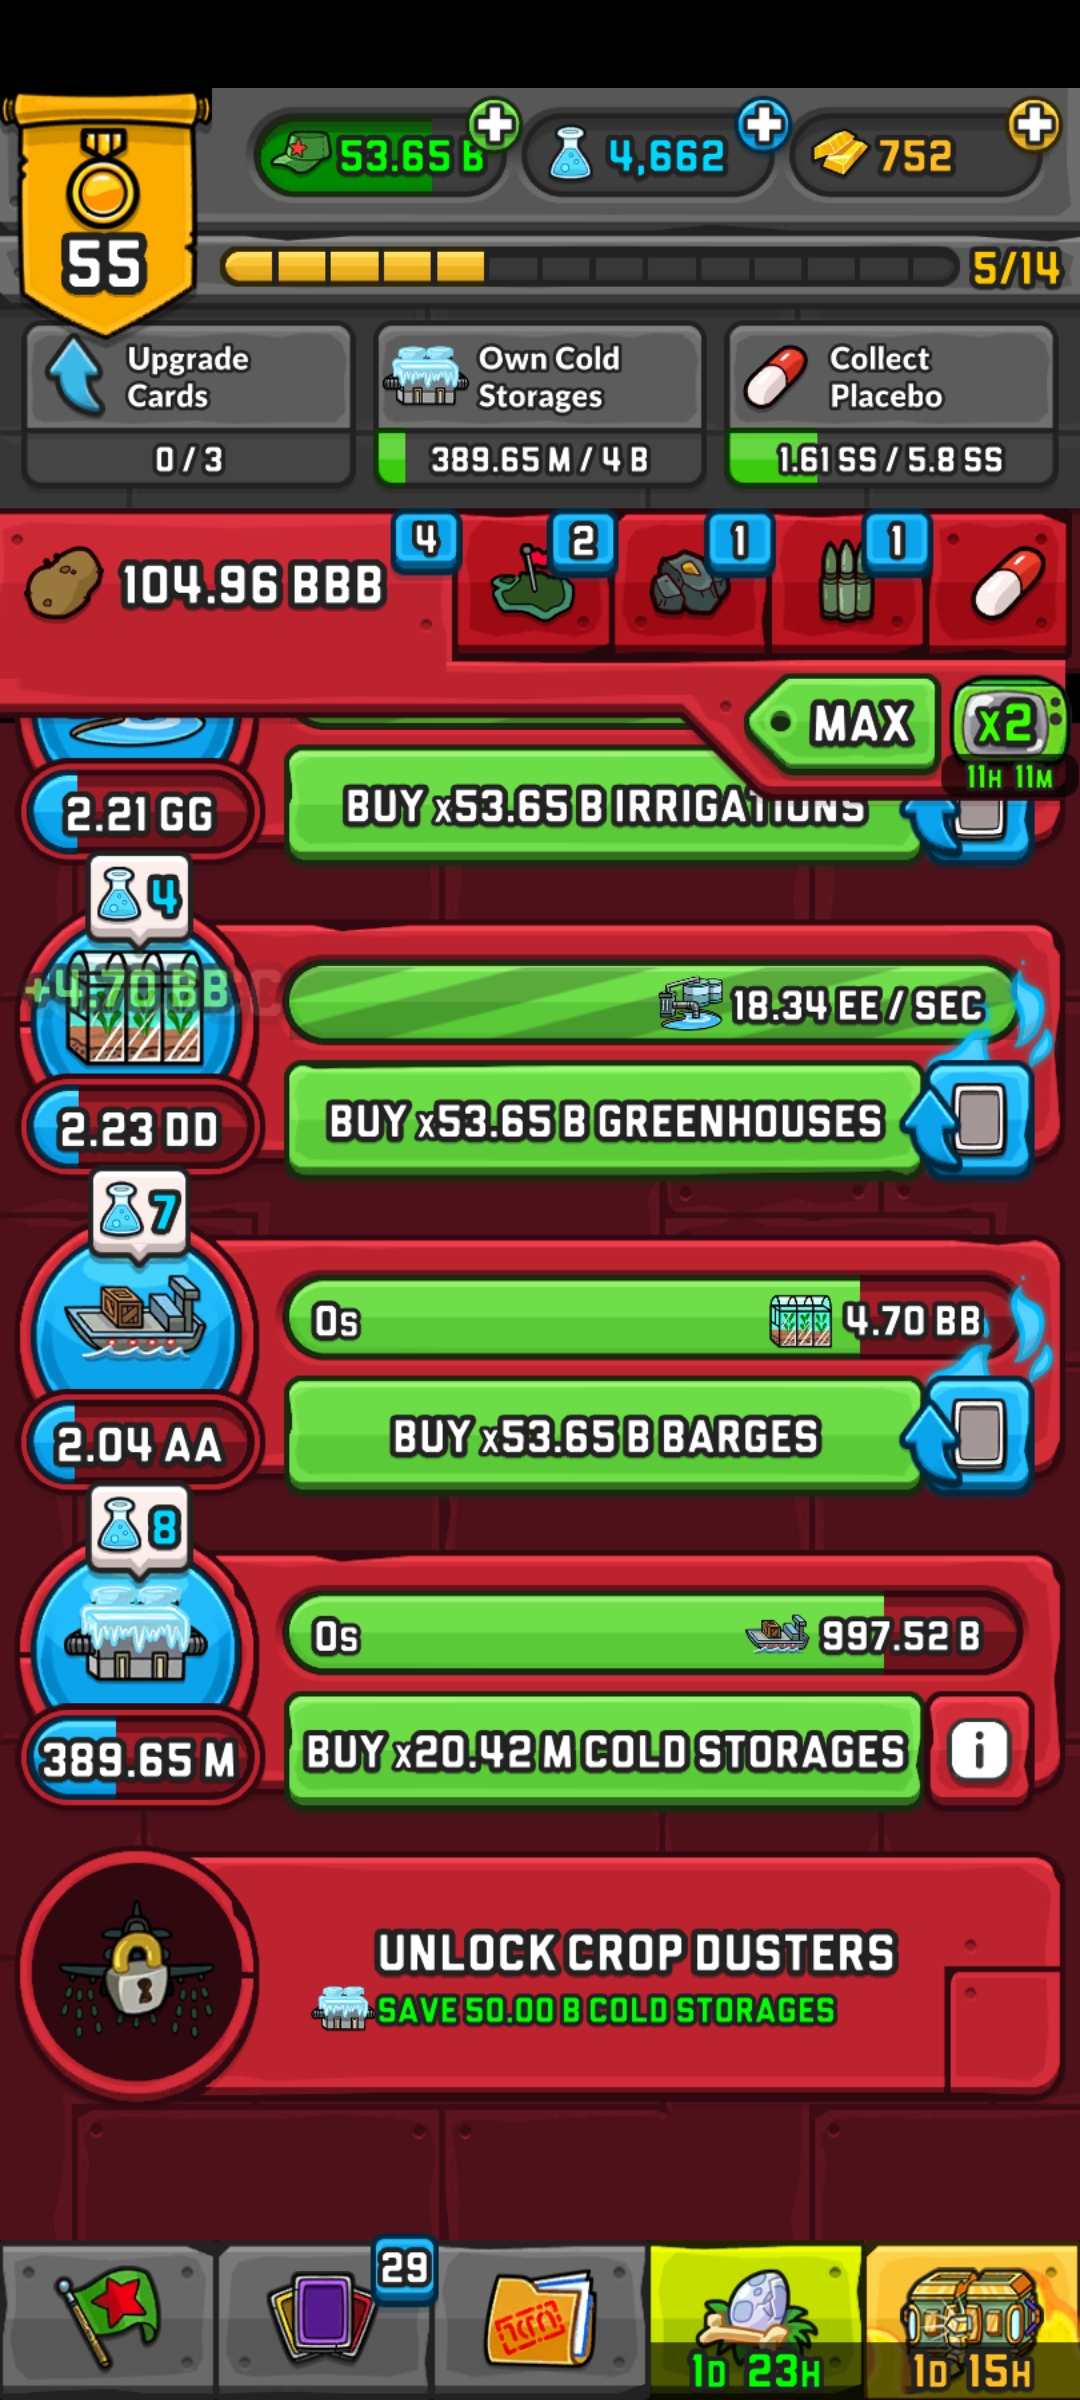 55
53.65 B
4,662
752
5/14
Upgrade
Cards
0 / 3
Own Cold
Storages
389.65 M / 4 B
Collect
Placebo
1.61 SS / 5.8 SS
104.96 BBB
4
2
1
1
MAX
x2
11H 11M
2.21 GG
BUY x53.65 B IRRIGATIONS
4
+4.70 BB
18.34 EE / SEC
2.23 DD
BUY x53.65 B GREENHOUSES
7
0s
4.70 BB
2.04 AA
BUY x53.65 B BARGES
8
0s
997.52 B
389.65 M
BUY x20.42 M COLD STORAGES
i
UNLOCK CROP DUSTERS
SAVE 50.00 B COLD STORAGES
29
1D 23H
1D 15H